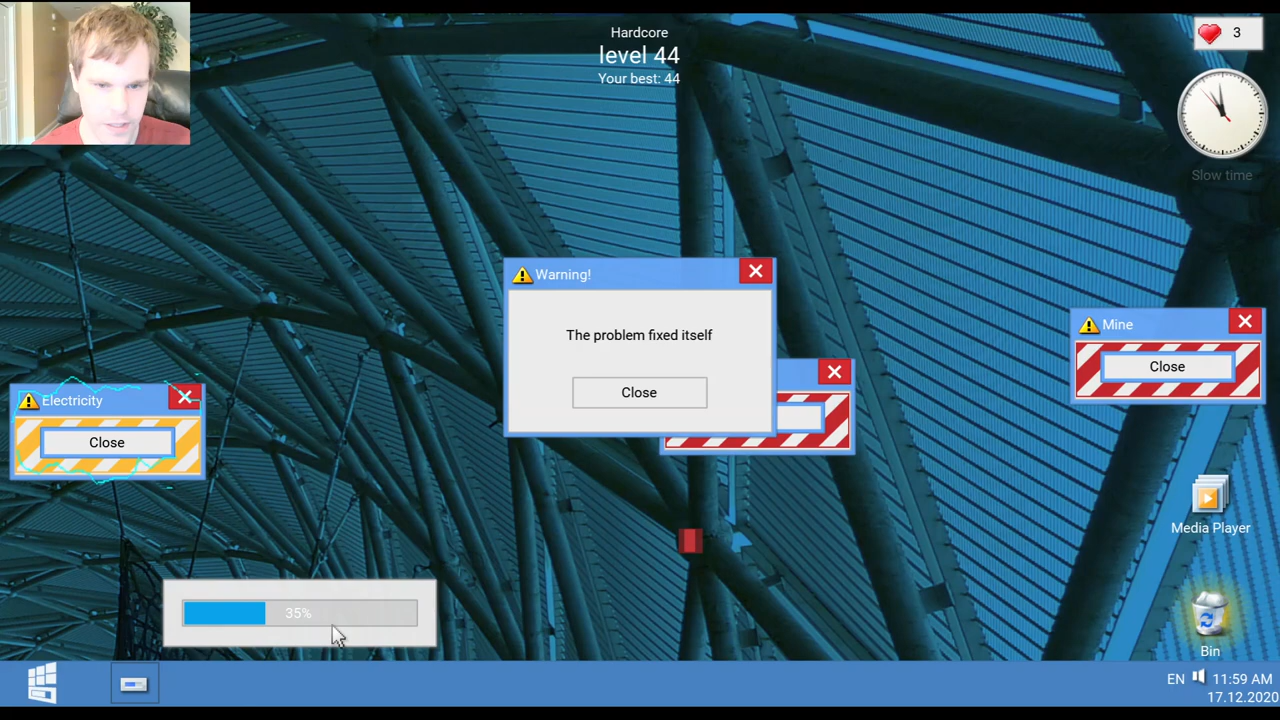 Hardcore
level 44
Your best: 44
3
Slow time
Warning!
The problem fixed itself
Close
Mine
Close
Electricity
Close
35%
Media Player
Bin
EN 11:59 AM
17.12.2020